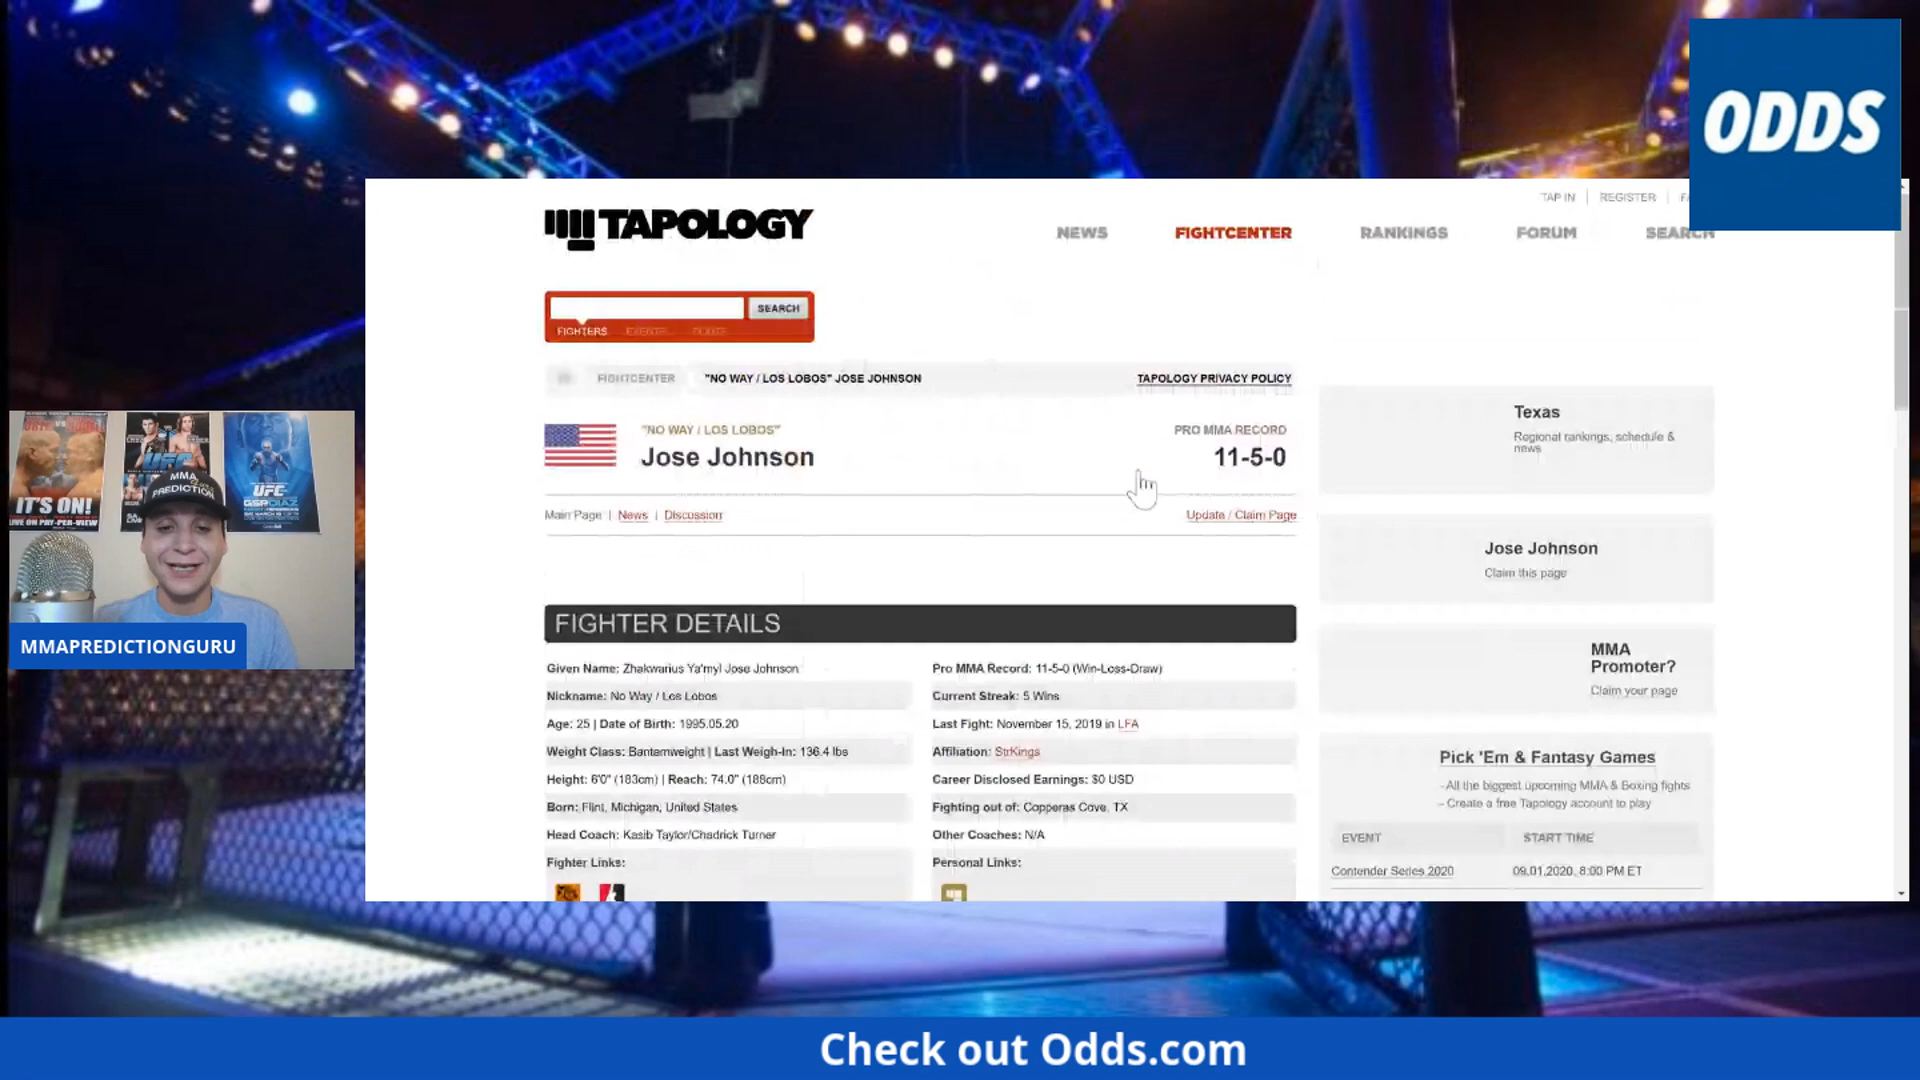 ODDS
TAP IN
REGISTER
TAPOLOGY
NEWS
FIGHTCENTER
RANKINGS
FORUM
SEARCH
SEARCH
FIGHTERS
FIGHTCENTER
"NO WAY / LOS LOBOS" JOSE JOHNSON
TAPOLOGY PRIVACY POLICY
"NO WAY / LOS LOBOS"
Jose Johnson
PRO MMA RECORD
11-5-0
Main Page | News | Discussion
Update / Claim Page
Texas
Regional rankings, schedule &
news
Jose Johnson
Claim this page
MMA
Promoter?
Claim your page
FIGHTER DETAILS
Given Name: Zhakwarius Ya'myl Jose Johnson
Nickname: No Way / Los Lobos
Age: 25 | Date of Birth: 1995.05.20
Weight Class: Bantamweight | Last Weigh-In: 136.4 lbs
Height: 6'0" (183cm) | Reach: 74.0" (188cm)
Born: Flint, Michigan, United States
Head Coach: Kasib Taylor/Chadrick Turner
Fighter Links:
Pro MMA Record: 11-5-0 (Win-Loss-Draw)
Current Streak: 5 Wins
Last Fight: November 15, 2019 in LFA
Affiliation: StrKings
Career Disclosed Earnings: $0 USD
Fighting out of: Copperas Cove, TX
Other Coaches: N/A
Personal Links:
Pick 'Em & Fantasy Games
- All the biggest upcoming MMA & Boxing fights
- Create a free Tapology account to play
EVENT
START TIME
Contender Series 2020
09.01.2020, 8:00 PM ET
IT'S ON!
LIVE ON PAY-PER-VIEW
UFC
UFC
GSP DIAZ
MMA
PREDICTION
MMAPREDICTIONGURU
Check out Odds.com